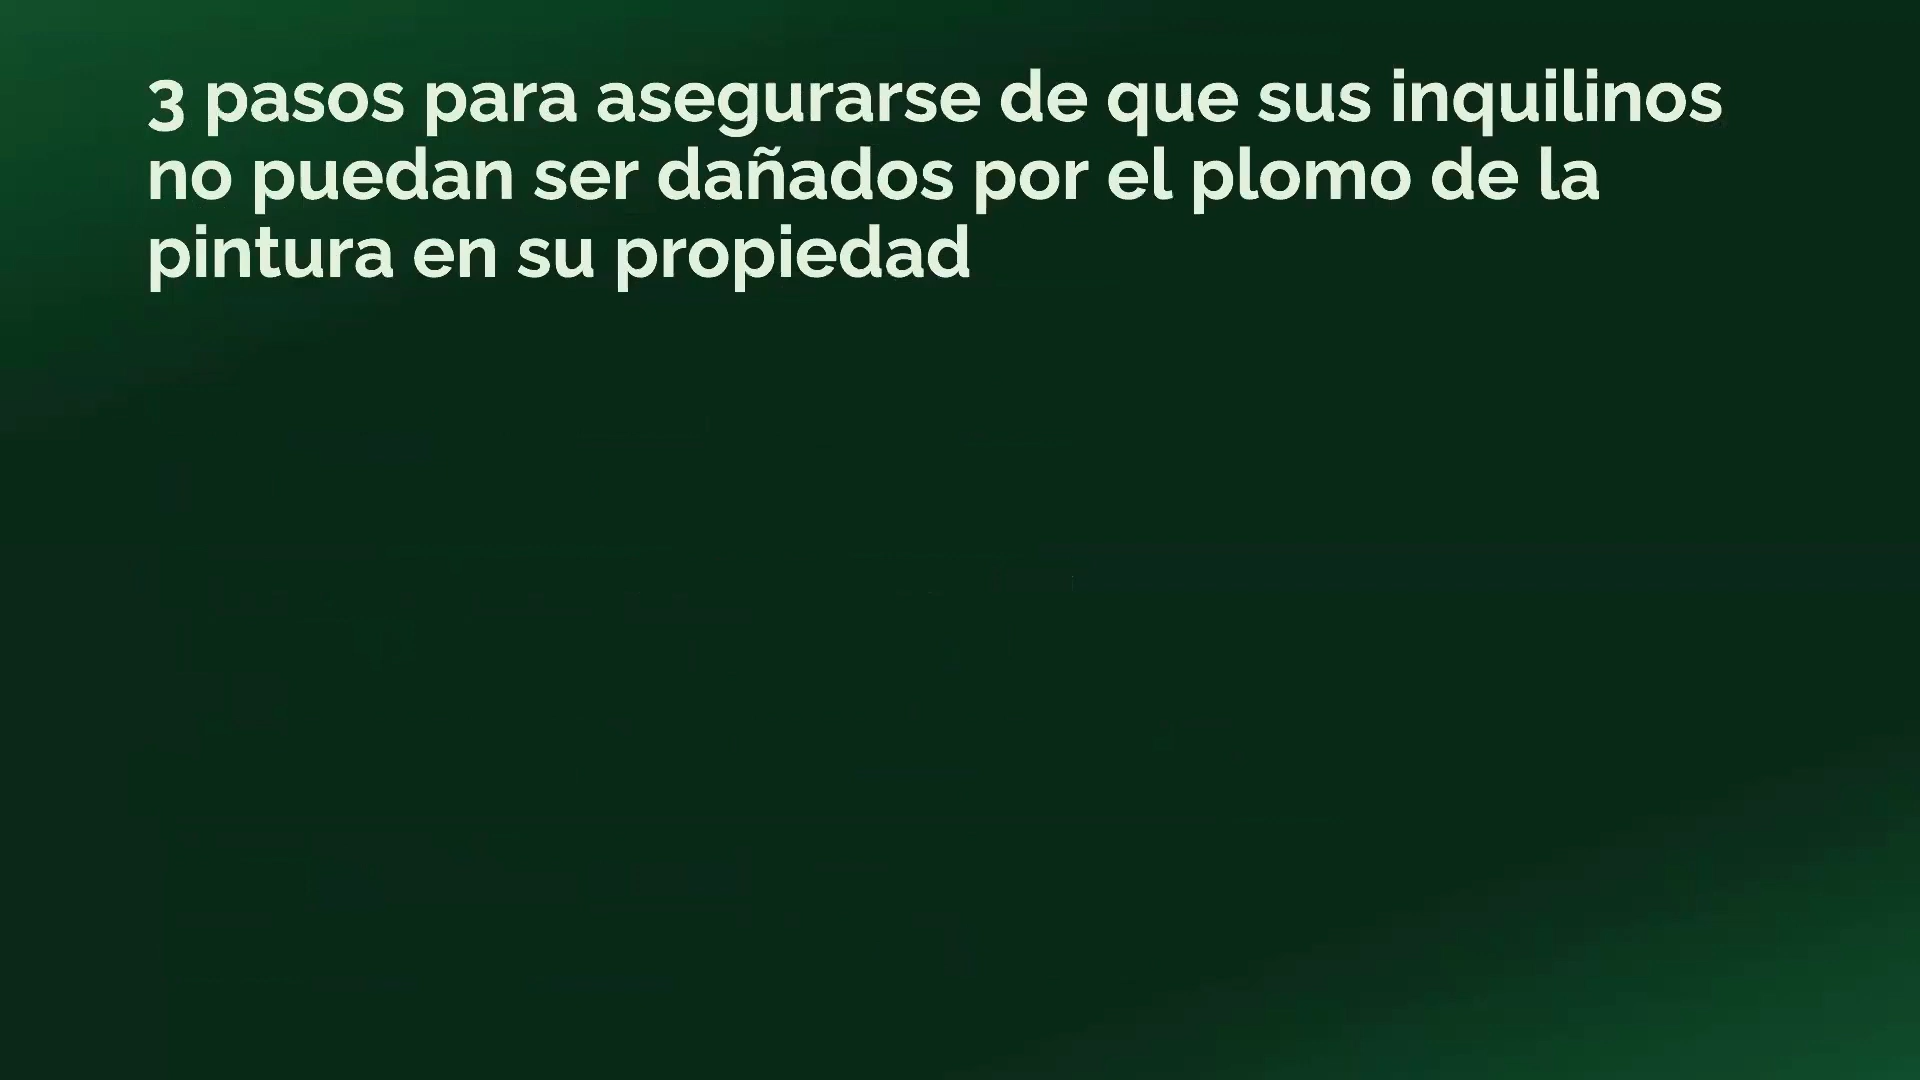 3 pasos para asegurarse de que sus inquilinos
no puedan ser dañados por el plomo de la
pintura en su propiedad